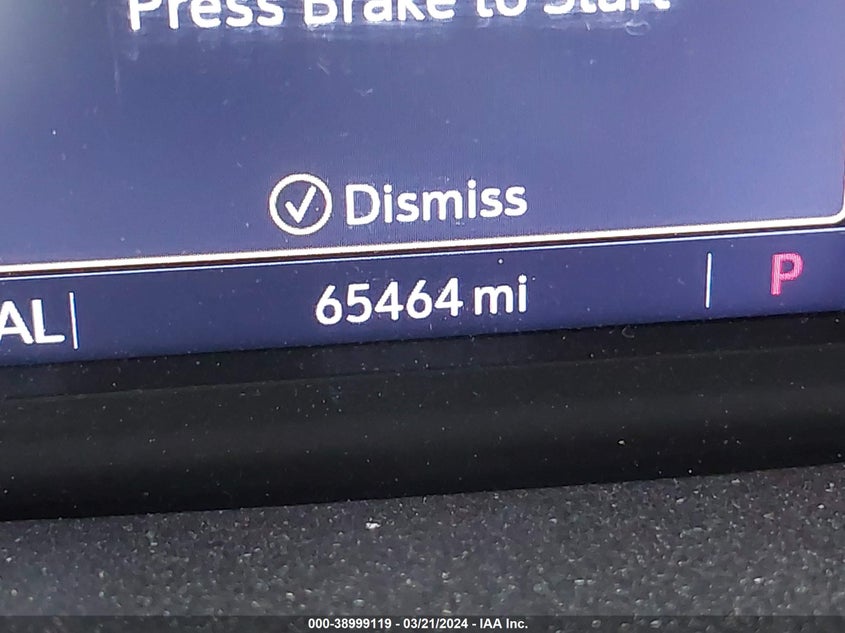 Press Brake to Start
Dismiss
AL
65464 mi
P
000-38999119 - 03/21/2024 - IAA Inc.